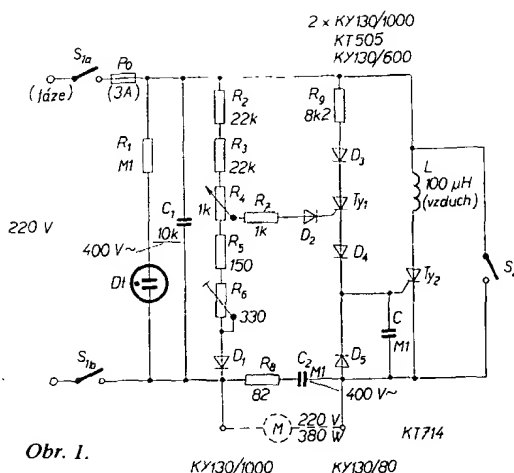 2 x KY130/1000
KT505
KY130/600
S1a
Po
(fáze)
(3A)
R1
M1
R2
22k
R3
22k
R4
1k
R7
1k
D2
R9
8k2
D3
Ty1
D4
L
100 µH
(vzduch)
Ty2
220 V
C1
10k
400 V~
R5
150
R6
330
Dt
D1
R8
82
C2
M1
400 V~
D5
C
M1
S1b
M
220 V
380 W
KT714
Obr. 1.
KY130/1000
KY130/80